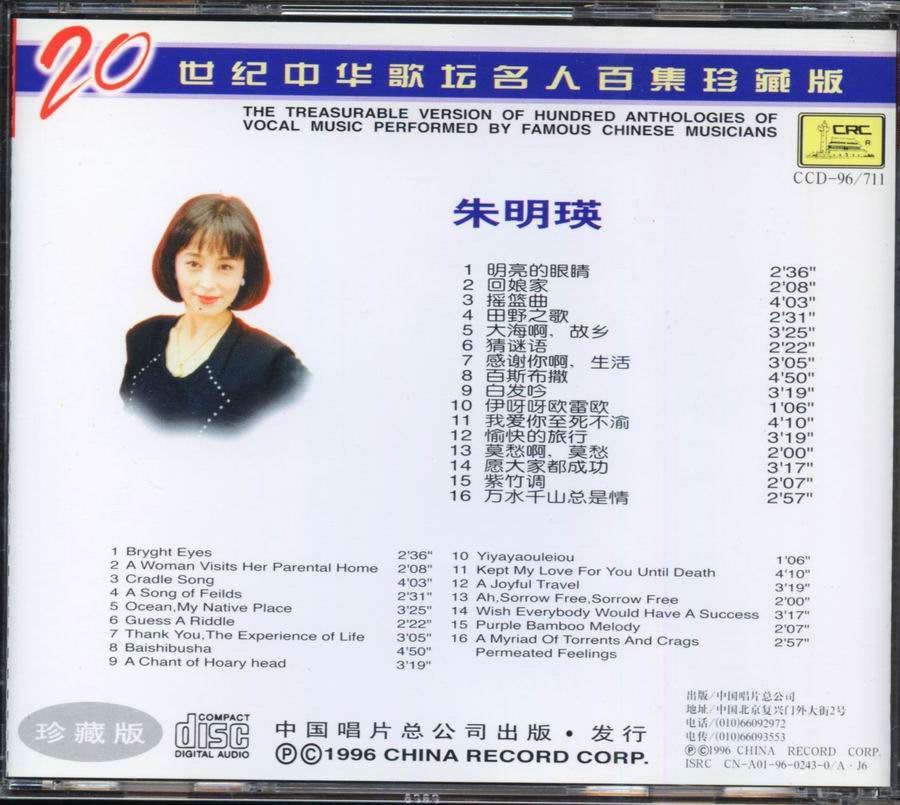 20 世纪中华歌坛名人百集珍藏版
THE TREASURABLE VERSION OF HUNDRED ANTHOLOGIES OF
VOCAL MUSIC PERFORMED BY FAMOUS CHINESE MUSICIANS
CRC
R
CCD-96/711
朱明瑛
1 明亮的眼睛 2'36"
2 回娘家 2'08"
3 摇篮曲 4'03"
4 田野之歌 2'31"
5 大海啊，故乡 3'25"
6 猜谜语 2'22"
7 感谢你啊，生活 3'05"
8 百斯布撒 4'50"
9 白发吟 3'19"
10 伊呀呀欧雷欧 1'06"
11 我爱你至死不渝 4'10"
12 愉快的旅行 3'19"
13 莫愁啊，莫愁 2'00"
14 愿大家都成功 3'17"
15 紫竹调 2'07"
16 万水千山总是情 2'57"
1 Bryght Eyes 2'36"
2 A Woman Visits Her Parental Home 2'08"
3 Cradle Song 4'03"
4 A Song of Feilds 2'31"
5 Ocean,My Native Place 3'25"
6 Guess A Riddle 2'22"
7 Thank You,The Experience of Life 3'05"
8 Baishibusha 4'50"
9 A Chant of Hoary head 3'19"
10 Yiyayaouleiou 1'06"
11 Kept My Love For You Until Death 4'10"
12 A Joyful Travel 3'19"
13 Ah,Sorrow Free,Sorrow Free 2'00"
14 Wish Everybody Would Have A Success 3'17"
15 Purple Bamboo Melody 2'07"
16 A Myriad Of Torrents And Crags 2'57"
Permeated Feelings
珍藏版
COMPACT
disc
DIGITAL AUDIO
中国唱片总公司出版·发行
ⓅⒸ1996 CHINA RECORD CORP.
出版/中国唱片总公司
地址/中国北京复兴门外大街2号
电话/(010)66092972
电传/(010)66093553
ⓅⒸ1996 CHINA RECORD CORP.
ISRC CN-A01-96-0243-0/A·J6